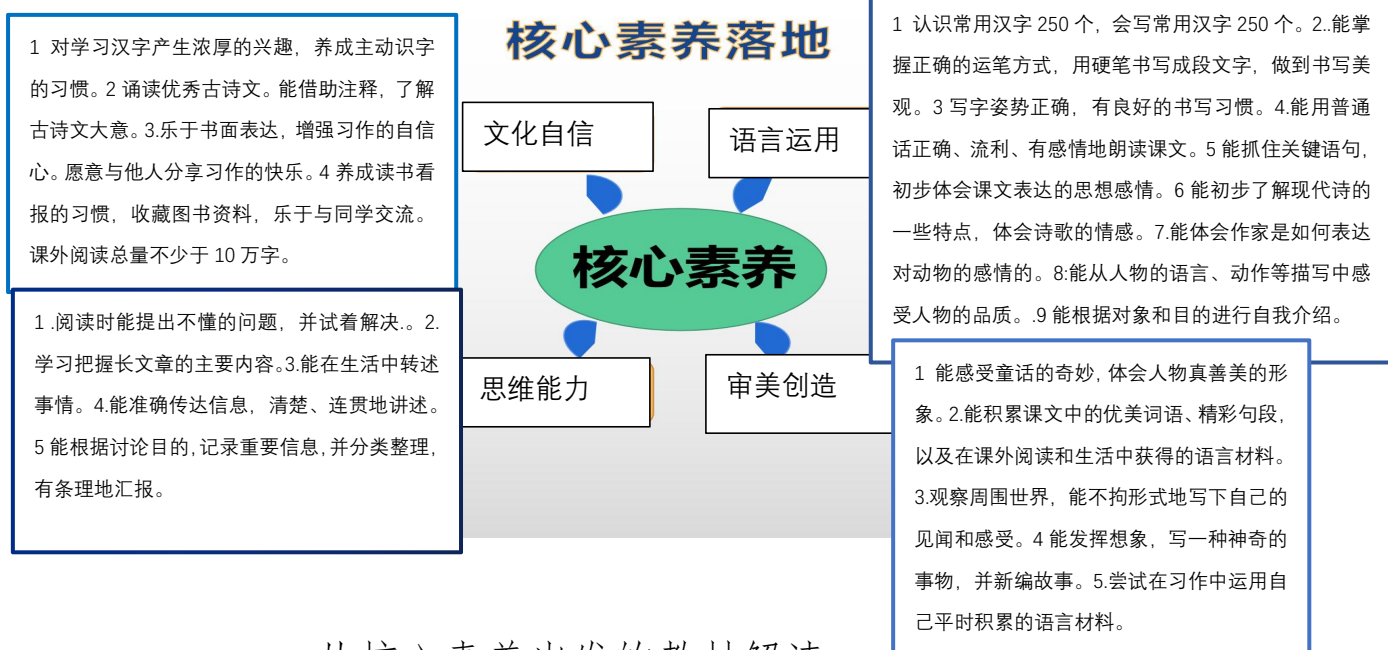 核心素养落地
1 对学习汉字产生浓厚的兴趣，养成主动识字
的习惯。2 诵读优秀古诗文。能借助注释，了解
古诗文大意。3.乐于书面表达，增强习作的自信
心。愿意与他人分享习作的快乐。4 养成读书看
报的习惯，收藏图书资料，乐于与同学交流。
课外阅读总量不少于 10 万字。
文化自信
语言运用
1 认识常用汉字 250 个，会写常用汉字 250 个。2..能掌
握正确的运笔方式，用硬笔书写成段文字，做到书写美
观。3 写字姿势正确，有良好的书写习惯。4.能用普通
话正确、流利、有感情地朗读课文。5 能抓住关键语句，
初步体会课文表达的思想感情。6 能初步了解现代诗的
一些特点，体会诗歌的情感。7.能体会作家是如何表达
对动物的感情的。8:能从人物的语言、动作等描写中感
受人物的品质。.9 能根据对象和目的进行自我介绍。
核心素养
1 .阅读时能提出不懂的问题，并试着解决.。2.
学习把握长文章的主要内容。3.能在生活中转述
事情。4.能准确传达信息，清楚、连贯地讲述。
5 能根据讨论目的，记录重要信息，并分类整理，
有条理地汇报。
思维能力
审美创造
1 能感受童话的奇妙，体会人物真善美的形
象。2.能积累课文中的优美词语、精彩句段，
以及在课外阅读和生活中获得的语言材料。
3.观察周围世界，能不拘形式地写下自己的
见闻和感受。4 能发挥想象，写一种神奇的
事物，并新编故事。5.尝试在习作中运用自
己平时积累的语言材料。